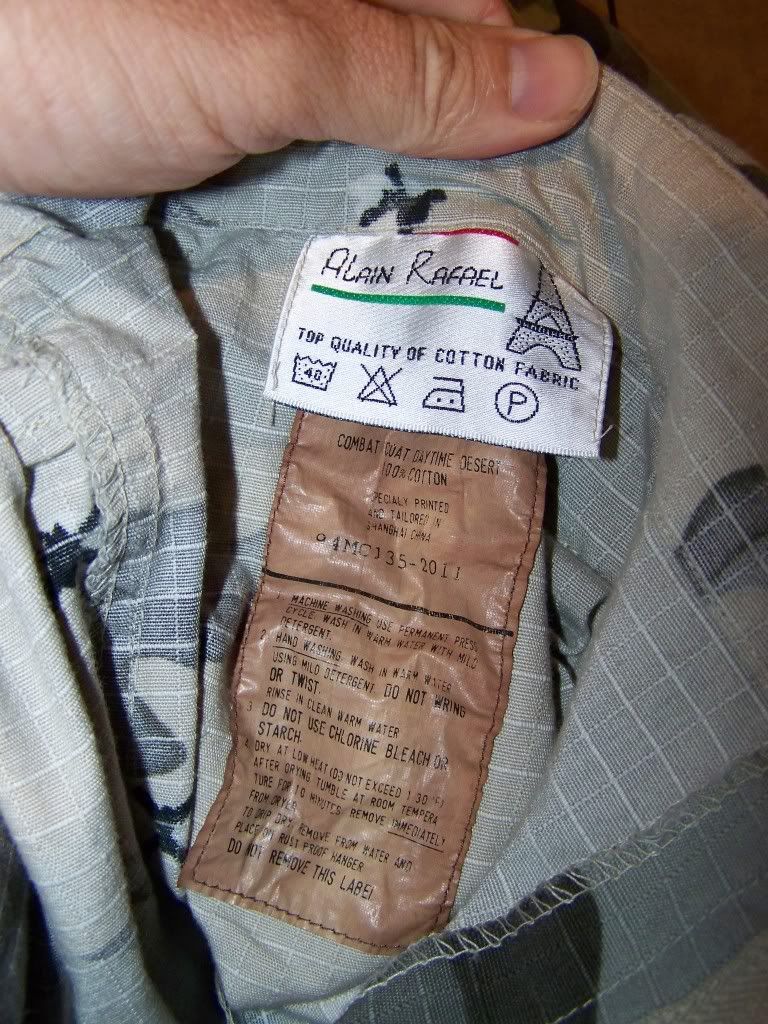 ALAIN RAFAEL
TOP QUALITY OF COTTON FABRIC
40
P
COMBAT COAT DAYTIME DESERT
100% COTTON
SPECIALY PRINTED
AND TAILORED IN
SHANGHAI CHINA
94MC135-2011
1. MACHINE WASHING USE PERMANENT PRESS
CYCLE. WASH IN WARM WATER WITH MILD
DETERGENT.
2. HAND WASHING. WASH IN WARM WATER
USING MILD DETERGENT. DO NOT WRING
OR TWIST.
RINSE IN CLEAN WARM WATER
3 DO NOT USE CHLORINE BLEACH OR
STARCH.
4. DRY AT LOW HEAT (DO NOT EXCEED 130°F)
AFTER DRYING TUMBLE AT ROOM TEMPERA
TURE FOR 10 MINUTES. REMOVE IMMEDIATELY
FROM DRYER
TO DRIP DRY, REMOVE FROM WATER AND
PLACE ON RUST PROOF HANGER
DO NOT REMOVE THIS LABEL